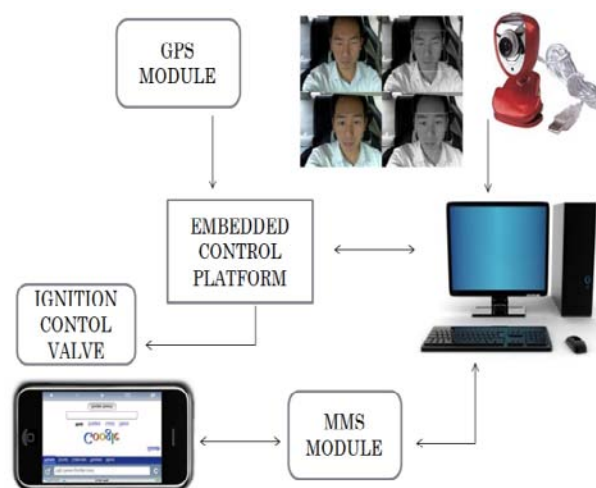 GPS
MODULE
EMBEDDED
CONTROL
PLATFORM
IGNITION
CONTOL
VALVE
MMS
MODULE
Google